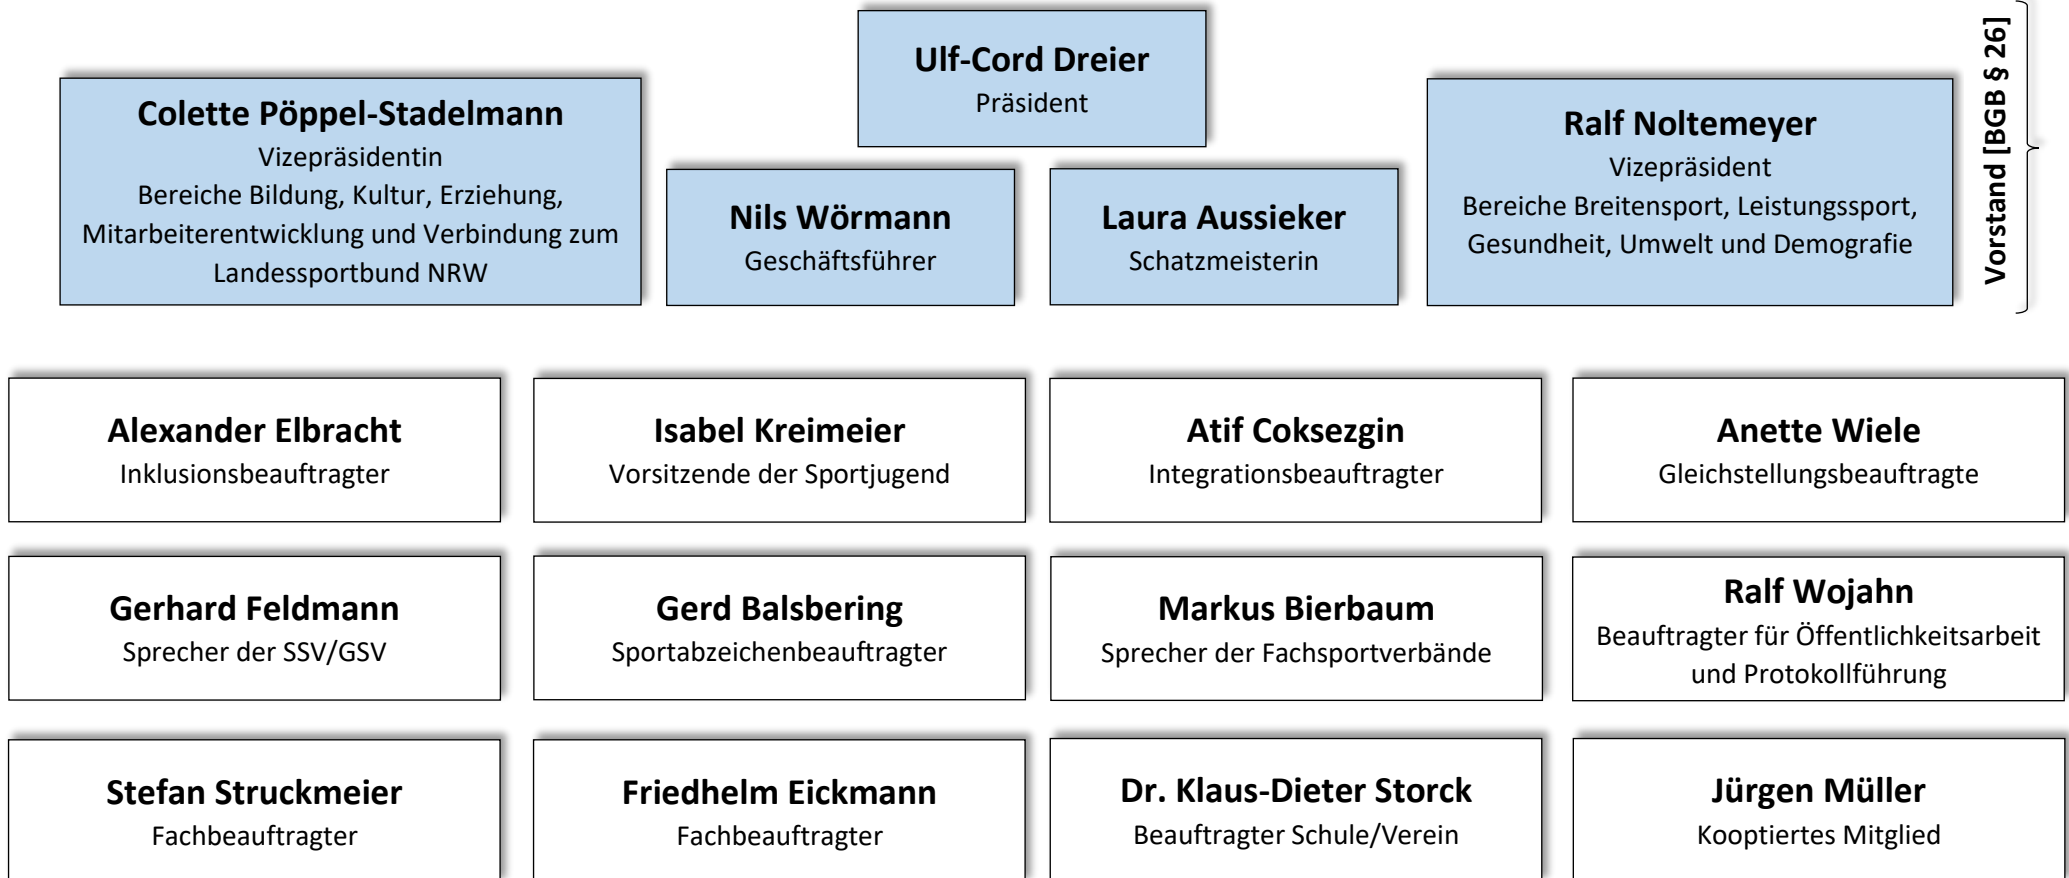 Ulf-Cord Dreier
Präsident
Colette Pöppel-Stadelmann
Vizepräsidentin
Bereiche Bildung, Kultur, Erziehung,
Mitarbeiterentwicklung und Verbindung zum
Landessportbund NRW
Nils Wörmann
Geschäftsführer
Laura Aussieker
Schatzmeisterin
Ralf Noltemeyer
Vizepräsident
Bereiche Breitensport, Leistungssport,
Gesundheit, Umwelt und Demografie
Vorstand [BGB § 26]
Alexander Elbracht
Inklusionsbeauftragter
Isabel Kreimeier
Vorsitzende der Sportjugend
Atif Coksezgin
Integrationsbeauftragter
Anette Wiele
Gleichstellungsbeauftragte
Gerhard Feldmann
Sprecher der SSV/GSV
Gerd Balsbering
Sportabzeichenbeauftragter
Markus Bierbaum
Sprecher der Fachsportverbände
Ralf Wojahn
Beauftragter für Öffentlichkeitsarbeit
und Protokollführung
Stefan Struckmeier
Fachbeauftragter
Friedhelm Eickmann
Fachbeauftragter
Dr. Klaus-Dieter Storck
Beauftragter Schule/Verein
Jürgen Müller
Kooptiertes Mitglied